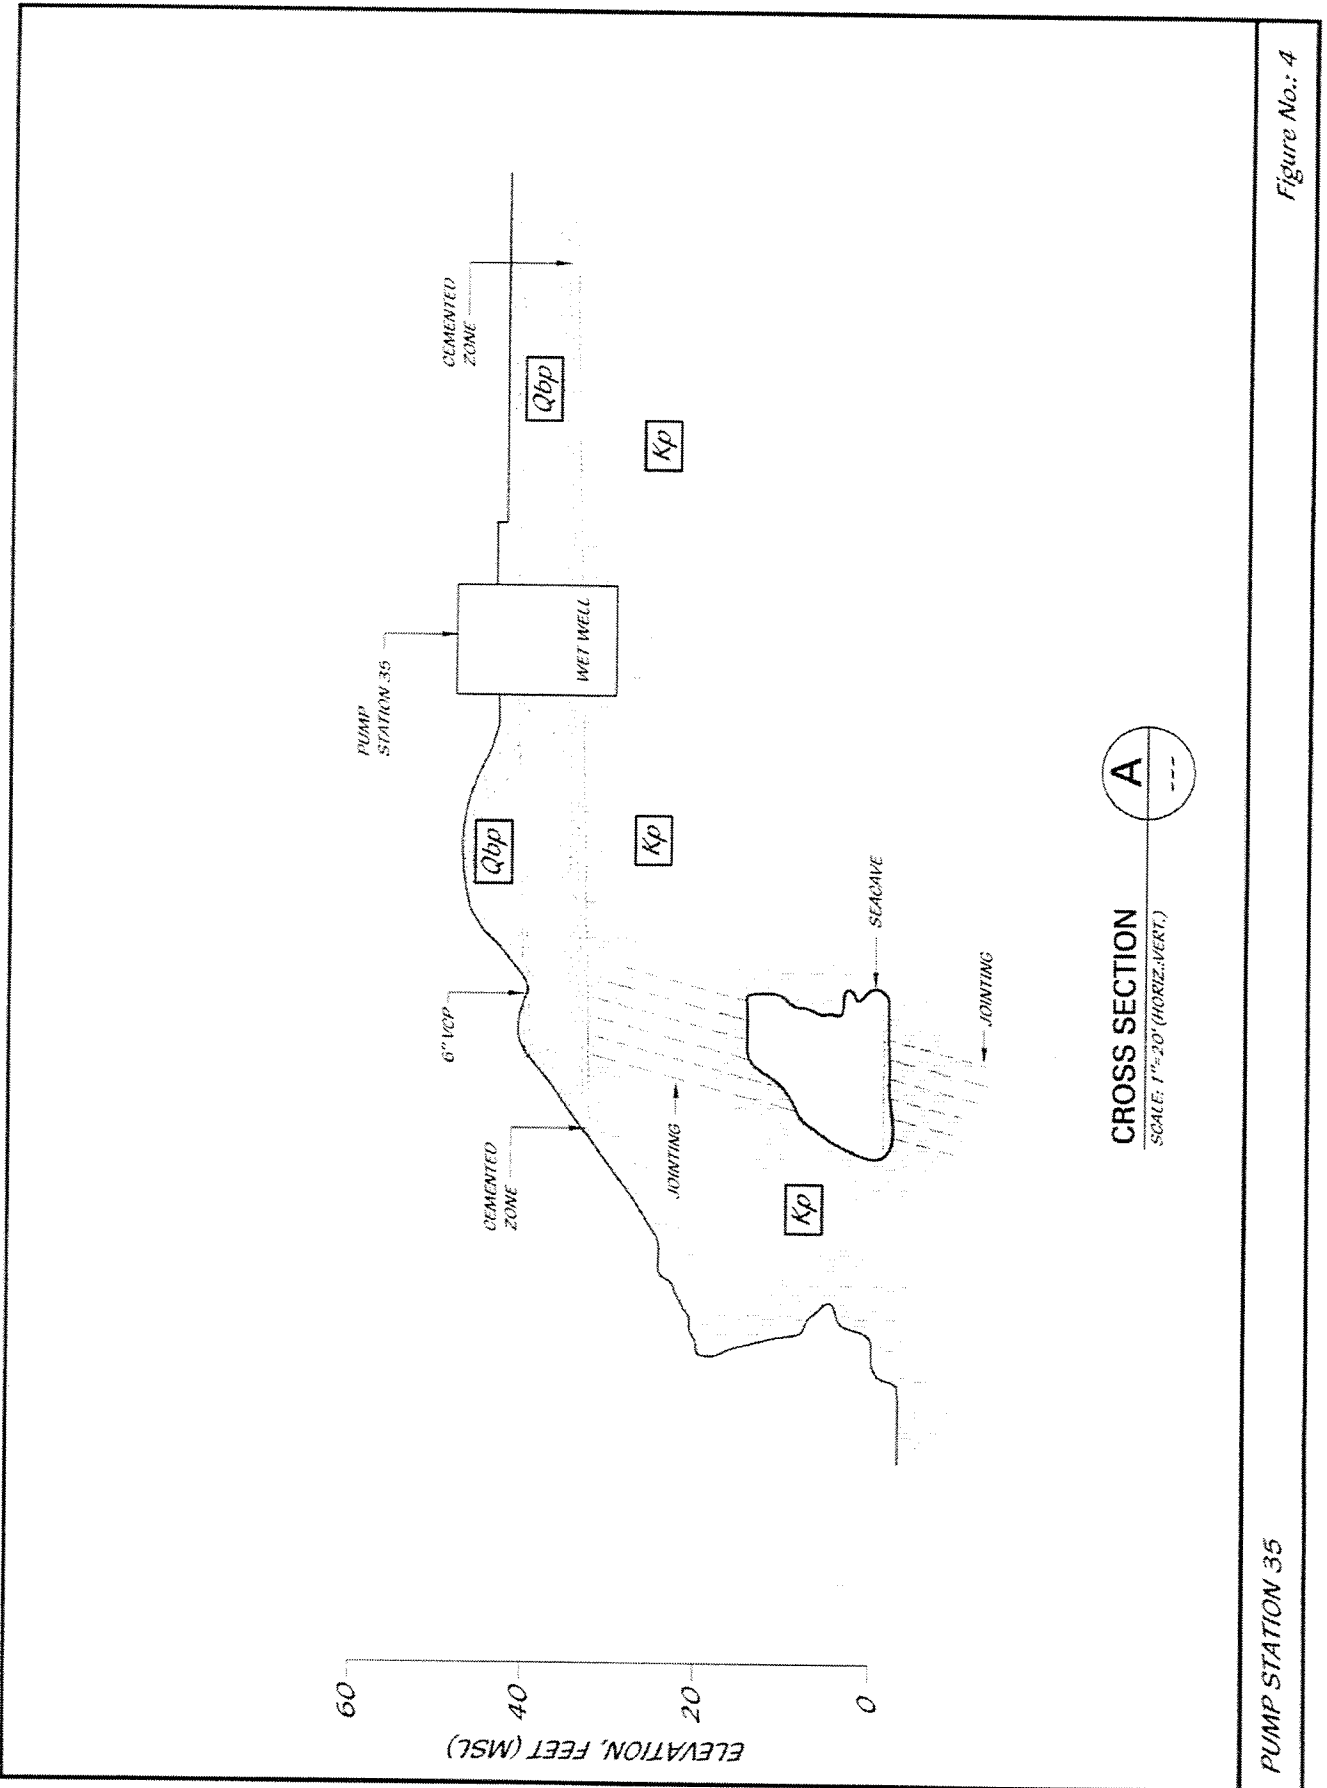 PUMP
STATION 35
6" VCP
CEMENTED
ZONE
CEMENTED
ZONE
Qbp
Qbp
WET WELL
Kp
Kp
Kp
JOINTING
SEACAVE
JOINTING
60
40
20
0
ELEVATION, FEET (MSL)
CROSS SECTION
SCALE: 1"=20' (HORIZ.:VERT.)
A
---
PUMP STATION 35
Figure No.: 4